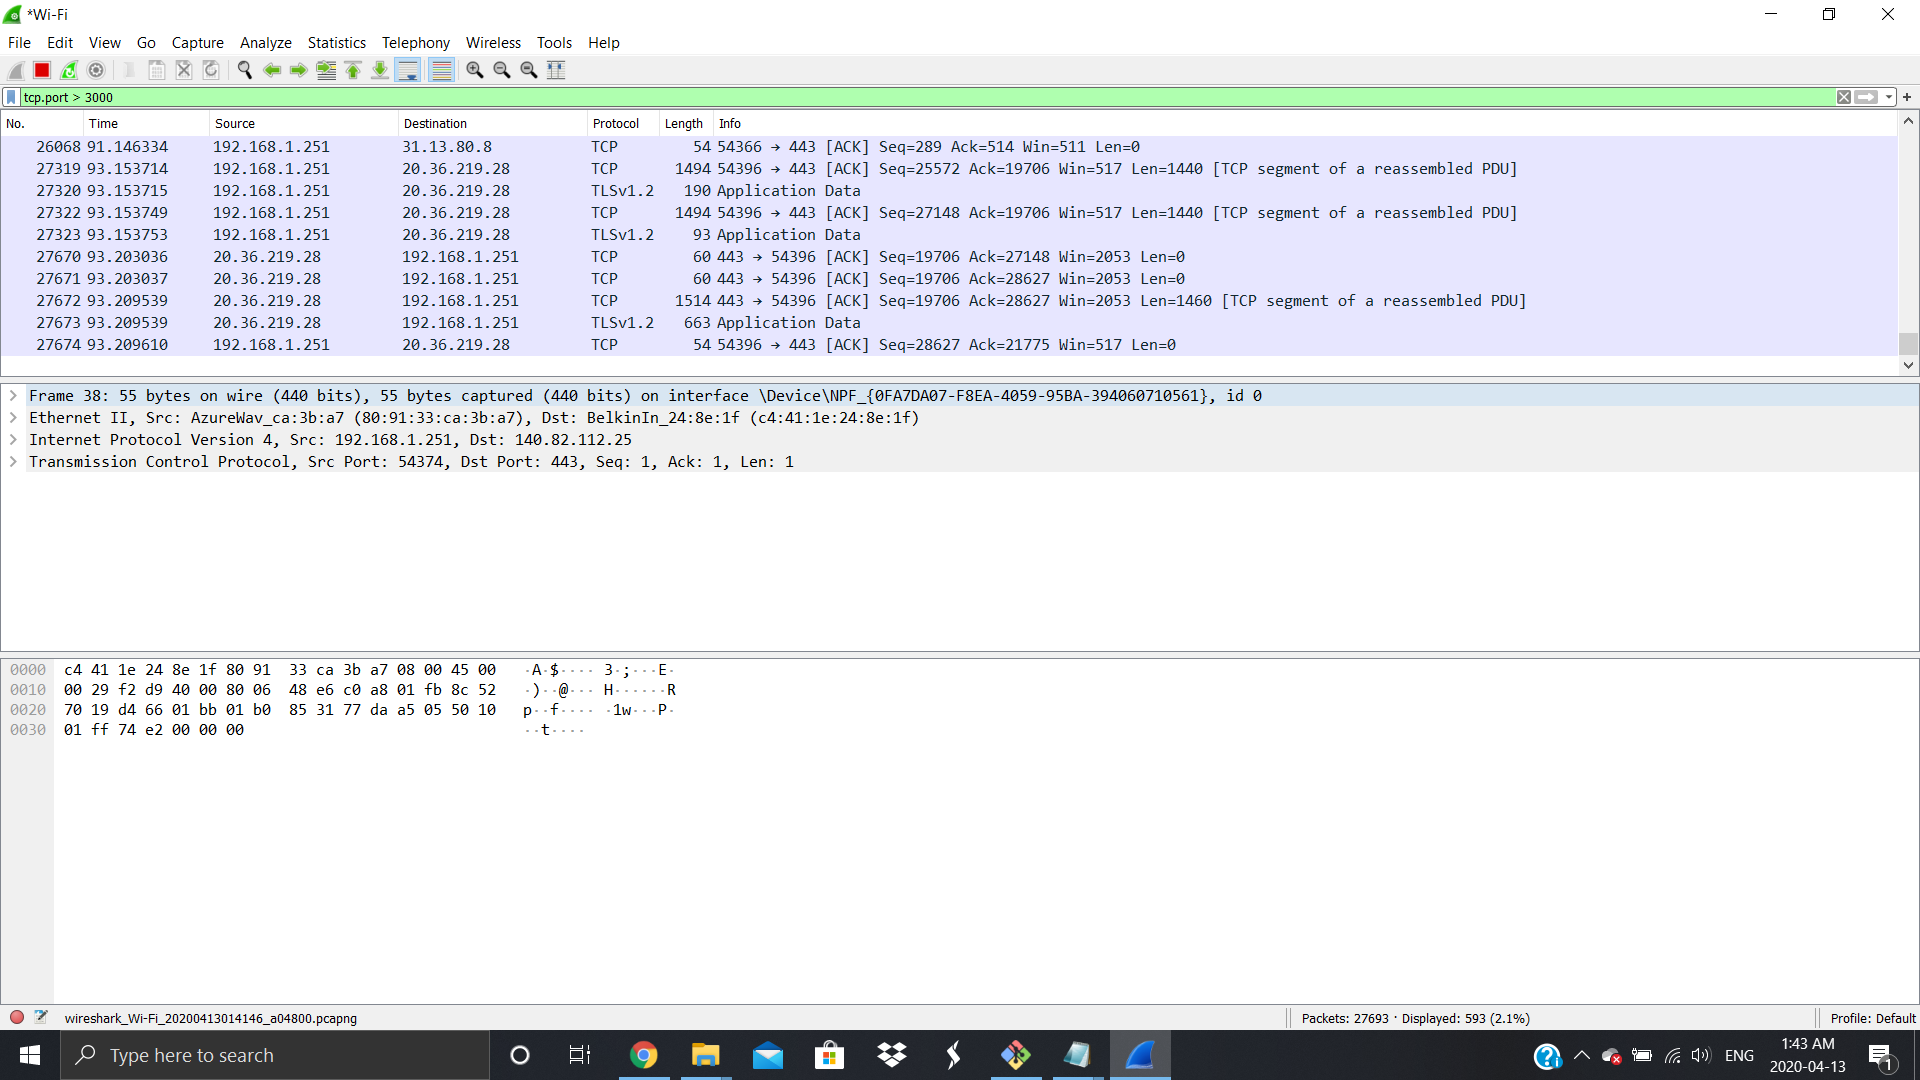 *Wi-Fi
File Edit View Go Capture Analyze Statistics Telephony Wireless Tools Help
tcp.port > 3000
No. Time Source Destination Protocol Length Info
26068 91.146334 192.168.1.251 31.13.80.8 TCP 54 54366 → 443 [ACK] Seq=289 Ack=514 Win=511 Len=0
27319 93.153714 192.168.1.251 20.36.219.28 TCP 1494 54396 → 443 [ACK] Seq=25572 Ack=19706 Win=517 Len=1440 [TCP segment of a reassembled PDU]
27320 93.153715 192.168.1.251 20.36.219.28 TLSv1.2 190 Application Data
27322 93.153749 192.168.1.251 20.36.219.28 TCP 1494 54396 → 443 [ACK] Seq=27148 Ack=19706 Win=517 Len=1440 [TCP segment of a reassembled PDU]
27323 93.153753 192.168.1.251 20.36.219.28 TLSv1.2 93 Application Data
27670 93.203036 20.36.219.28 192.168.1.251 TCP 60 443 → 54396 [ACK] Seq=19706 Ack=27148 Win=2053 Len=0
27671 93.203037 20.36.219.28 192.168.1.251 TCP 60 443 → 54396 [ACK] Seq=19706 Ack=28627 Win=2053 Len=0
27672 93.209539 20.36.219.28 192.168.1.251 TCP 1514 443 → 54396 [ACK] Seq=19706 Ack=28627 Win=2053 Len=1460 [TCP segment of a reassembled PDU]
27673 93.209539 20.36.219.28 192.168.1.251 TLSv1.2 663 Application Data
27674 93.209610 192.168.1.251 20.36.219.28 TCP 54 54396 → 443 [ACK] Seq=28627 Ack=21775 Win=517 Len=0
Frame 38: 55 bytes on wire (440 bits), 55 bytes captured (440 bits) on interface \Device\NPF_{0FA7DA07-F8EA-4059-95BA-394060710561}, id 0
Ethernet II, Src: AzureWav_ca:3b:a7 (80:91:33:ca:3b:a7), Dst: BelkinIn_24:8e:1f (c4:41:1e:24:8e:1f)
Internet Protocol Version 4, Src: 192.168.1.251, Dst: 140.82.112.25
Transmission Control Protocol, Src Port: 54374, Dst Port: 443, Seq: 1, Ack: 1, Len: 1
0000 c4 41 1e 24 8e 1f 80 91 33 ca 3b a7 08 00 45 00 ·A·$···· 3·;···E·
0010 00 29 f2 d9 40 00 80 06 48 e6 c0 a8 01 fb 8c 52 ·)··@··· H······R
0020 70 19 d4 66 01 bb 01 b0 85 31 77 da a5 05 50 10 p··f···· ·1w···P·
0030 01 ff 74 e2 00 00 00 ··t····
wireshark_Wi-Fi_20200413014146_a04800.pcapng Packets: 27693 · Displayed: 593 (2.1%) Profile: Default
Type here to search
ENG
1:43 AM
2020-04-13
1